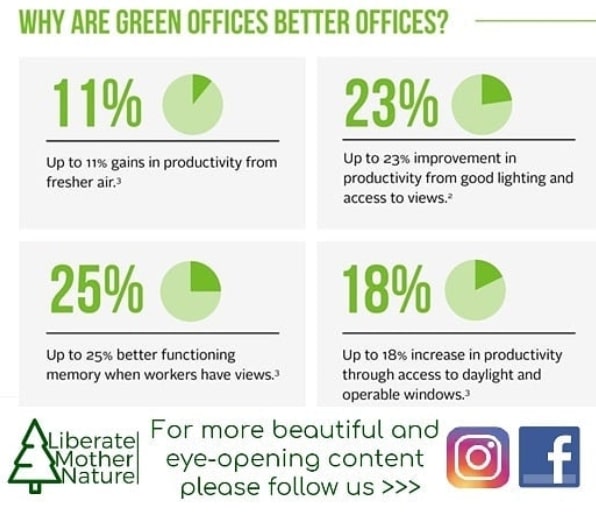 WHY ARE GREEN OFFICES BETTER OFFICES?
11%
Up to 11% gains in productivity from
fresher air.³
23%
Up to 23% improvement in
productivity from good lighting and
access to views.²
25%
Up to 25% better functioning
memory when workers have views.³
18%
Up to 18% increase in productivity
through access to daylight and
operable windows.³
Liberate
Mother
Nature
For more beautiful and
eye-opening content
please follow us >>>
f